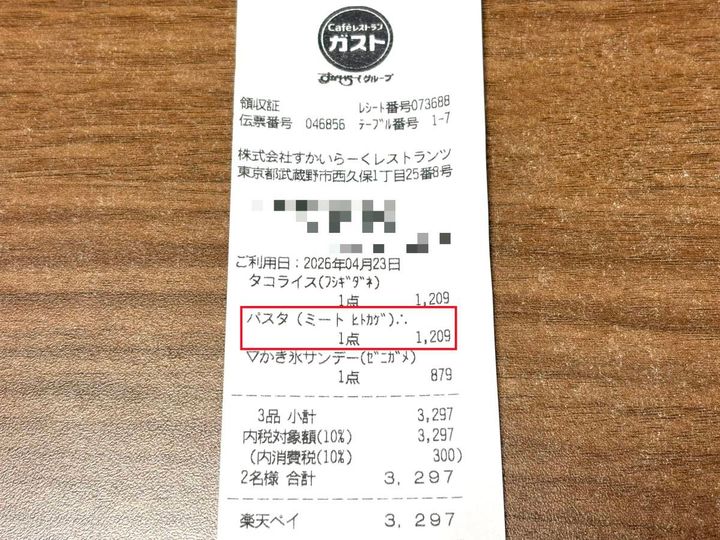 Caféレストラン
ガスト
すかいらーくグループ
領収証 レシート番号073688
伝票番号 046856 テーブル番号 1-7
株式会社すかいらーくレストランツ
東京都武蔵野市西久保1丁目25番8号
ご利用日：2026年04月23日
タコライス(ﾌｼｷﾞﾀﾞﾈ)
1点 1,209
パスタ（ミート ﾋﾄｶｹﾞ)∴
1点 1,209
▽かき氷サンデー(ｾﾞﾆｶﾞﾒ)
1点 879
3品 小計 3,297
内税対象額(10%) 3,297
(内消費税(10% 300)
2名様 合計 3,297
楽天ペイ 3,297